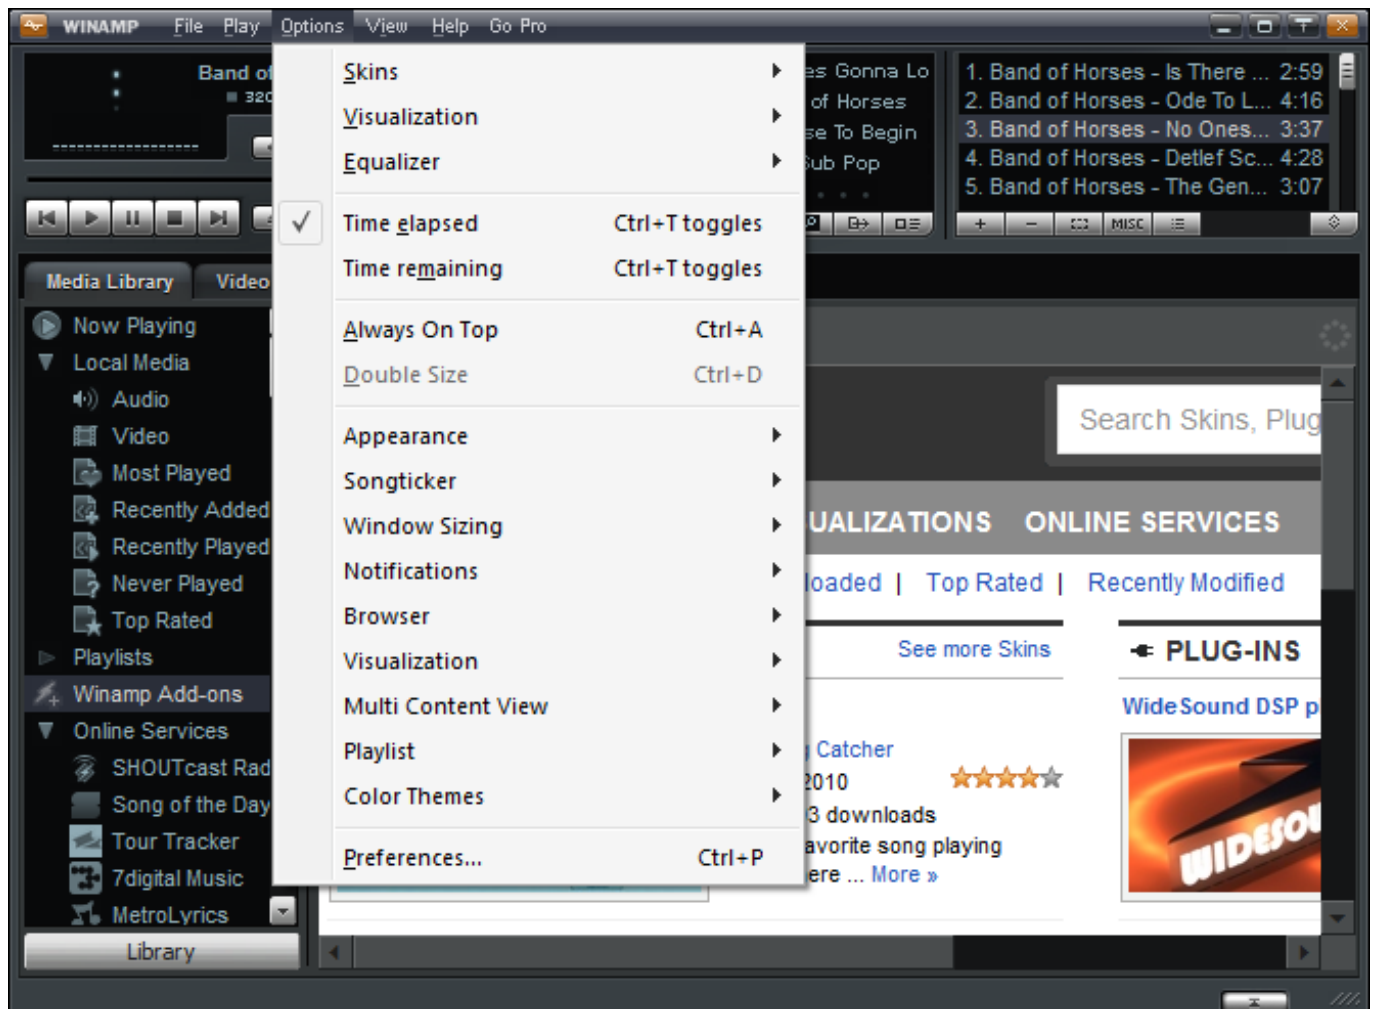 WINAMP File Play Options View Help Go Pro
Skins
Visualization
Equalizer
Time elapsed Ctrl+T toggles
Time remaining Ctrl+T toggles
Always On Top Ctrl+A
Double Size Ctrl+D
Appearance
Songticker
Window Sizing
Notifications
Browser
Visualization
Multi Content View
Playlist
Color Themes
Preferences... Ctrl+P
Band of
320
es Gonna Lo
of Horses
se To Begin
Sub Pop
1. Band of Horses - Is There ... 2:59
2. Band of Horses - Ode To L... 4:16
3. Band of Horses - No Ones... 3:37
4. Band of Horses - Detlef Sc... 4:28
5. Band of Horses - The Gen... 3:07
MISC
Media Library Video
Now Playing
Local Media
Audio
Video
Most Played
Recently Added
Recently Played
Never Played
Top Rated
Playlists
Winamp Add-ons
Online Services
SHOUTcast Rad
Song of the Day
Tour Tracker
7digital Music
MetroLyrics
Library
Search Skins, Plug
UALIZATIONS ONLINE SERVICES
loaded | Top Rated | Recently Modified
See more Skins
PLUG-INS
WideSound DSP p
g Catcher
2010
3 downloads
avorite song playing
ere ... More »
WIDESOU